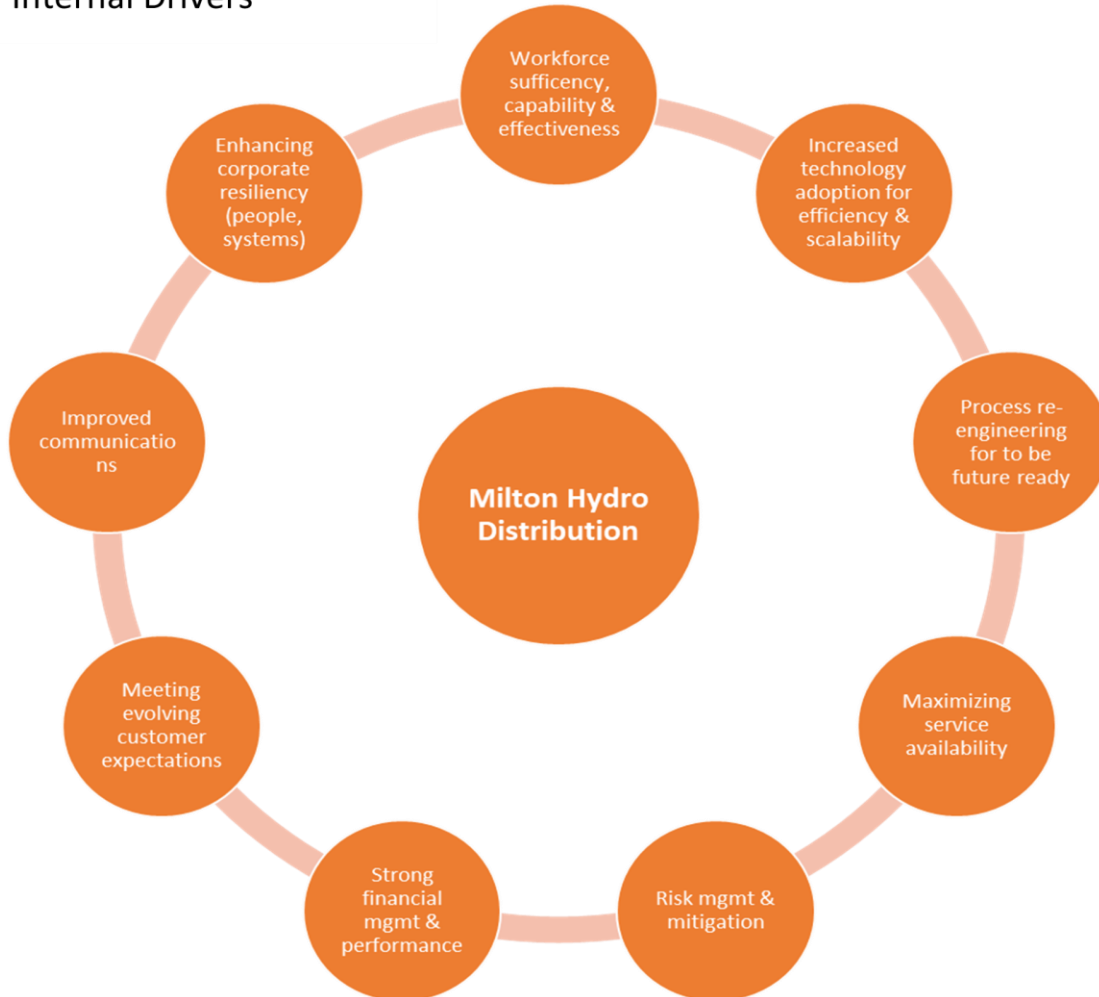 Internal Drivers
Workforce
sufficency,
capability &
effectiveness
Increased
technology
adoption for
efficiency &
scalability
Process re-
engineering
for to be
future ready
Maximizing
service
availability
Risk mgmt &
mitigation
Strong
financial
mgmt &
performance
Meeting
evolving
customer
expectations
Improved
communicatio
ns
Enhancing
corporate
resiliency
(people,
systems)
Milton Hydro
Distribution